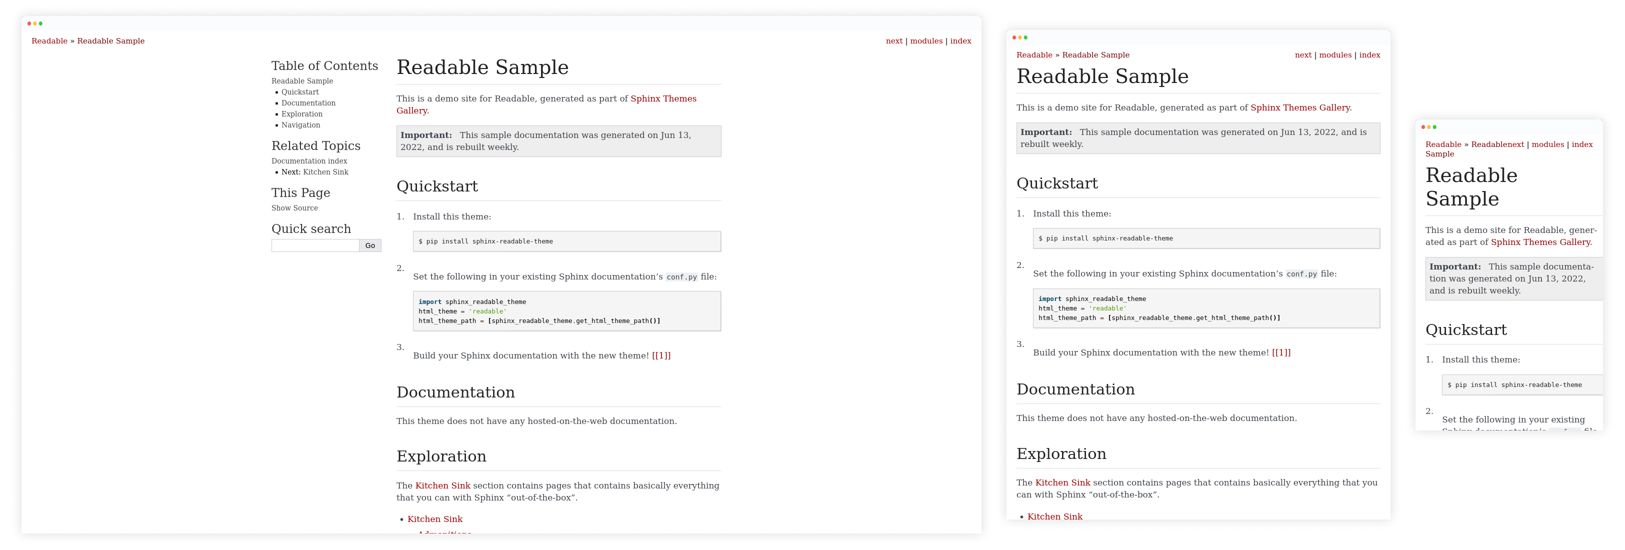 Readable » Readable Sample
next | modules | index
Table of Contents
Readable Sample
Quickstart
Documentation
Exploration
Navigation
Related Topics
Documentation index
Next: Kitchen Sink
This Page
Show Source
Quick search
Go
Readable Sample
This is a demo site for Readable, generated as part of Sphinx Themes
Gallery.
Important: This sample documentation was generated on Jun 13,
2022, and is rebuilt weekly.
Quickstart
1. Install this theme:
$ pip install sphinx-readable-theme
2.
Set the following in your existing Sphinx documentation’s conf.py file:
import sphinx_readable_theme
html_theme = 'readable'
html_theme_path = [sphinx_readable_theme.get_html_theme_path()]
3.
Build your Sphinx documentation with the new theme! [[1]]
Documentation
This theme does not have any hosted-on-the-web documentation.
Exploration
The Kitchen Sink section contains pages that contains basically everything
that you can with Sphinx “out-of-the-box”.
Kitchen Sink
Readable » Readable Sample
next | modules | index
Readable Sample
This is a demo site for Readable, generated as part of Sphinx Themes Gallery.
Important: This sample documentation was generated on Jun 13, 2022, and is
rebuilt weekly.
Quickstart
1. Install this theme:
$ pip install sphinx-readable-theme
2.
Set the following in your existing Sphinx documentation’s conf.py file:
import sphinx_readable_theme
html_theme = 'readable'
html_theme_path = [sphinx_readable_theme.get_html_theme_path()]
3.
Build your Sphinx documentation with the new theme! [[1]]
Documentation
This theme does not have any hosted-on-the-web documentation.
Exploration
The Kitchen Sink section contains pages that contains basically everything that you
can with Sphinx “out-of-the-box”.
Kitchen Sink
Readable » Readable
next | modules | index
Sample
Readable
Sample
This is a demo site for Readable, gener-
ated as part of Sphinx Themes Gallery.
Important: This sample documenta-
tion was generated on Jun 13, 2022,
and is rebuilt weekly.
Quickstart
1. Install this theme:
$ pip install sphinx-readable-theme
2.
Set the following in your existing